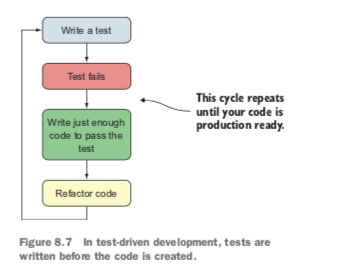 Write a test
Test fails
This cycle repeats
until your code is
production ready.
Write just enough
code to pass the
test
Refactor code
Figure 8.7 In test-driven development, tests are
written before the code is created.